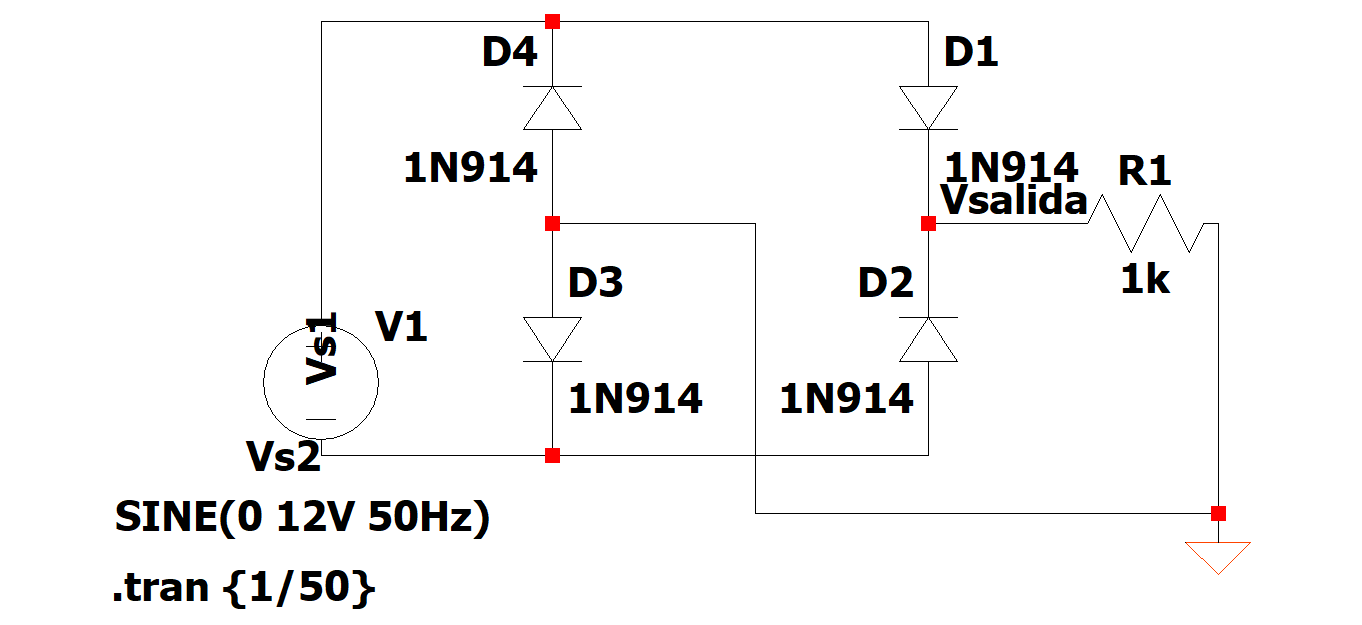 D4
D1
1N914
1N914
R1
Vsalida
D3
D2
1k
Vs1
V1
1N914
1N914
Vs2
SINE(0 12V 50Hz)
.tran {1/50}